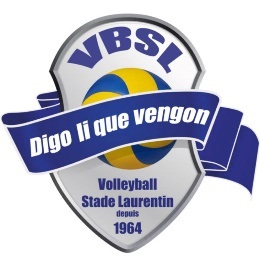 VBSL
Digo li que vengon
Volleyball
Stade Laurentin
depuis
1964